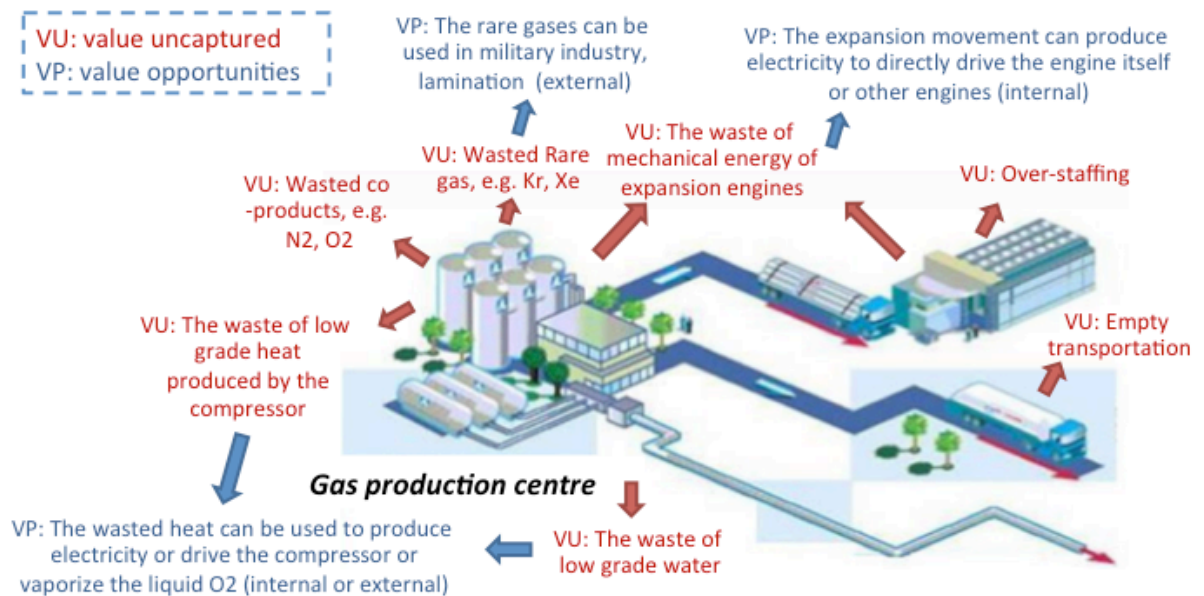 VU: value uncaptured
VP: value opportunities
VP: The rare gases can be
used in military industry,
lamination (external)
VP: The expansion movement can produce
electricity to directly drive the engine itself
or other engines (internal)
VU: Wasted Rare
gas, e.g. Kr, Xe
VU: The waste of
mechanical energy of
expansion engines
VU: Over-staffing
VU: Wasted co
-products, e.g.
N2, O2
VU: The waste of low
grade heat
produced by the
compressor
VU: Empty
transportation
Gas production centre
VP: The wasted heat can be used to produce
electricity or drive the compressor or
vaporize the liquid O2 (internal or external)
VU: The waste of
low grade water